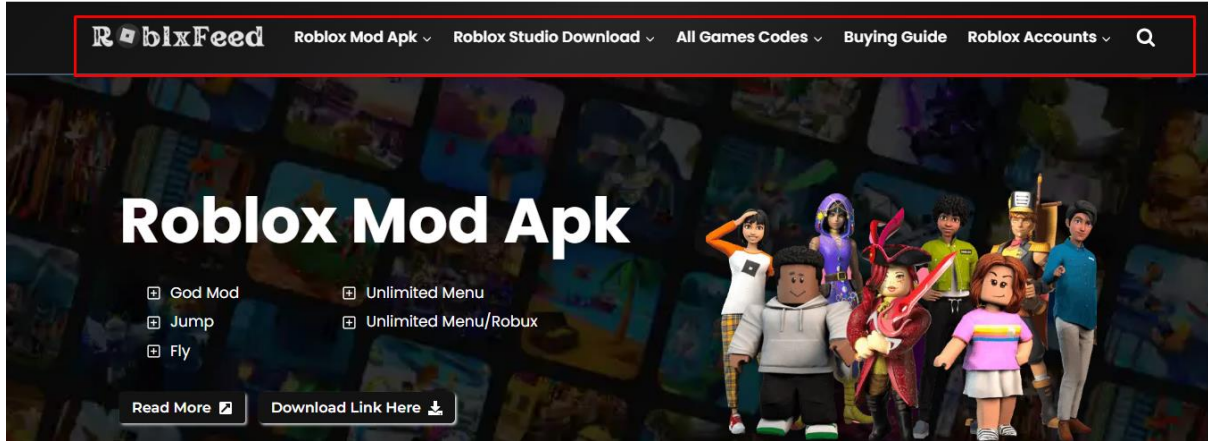 RoblxFeed Roblox Mod Apk Roblox Studio Download All Games Codes Buying Guide Roblox Accounts
Roblox Mod Apk
God Mod Unlimited Menu
Jump Unlimited Menu/Robux
Fly
Read More Download Link Here